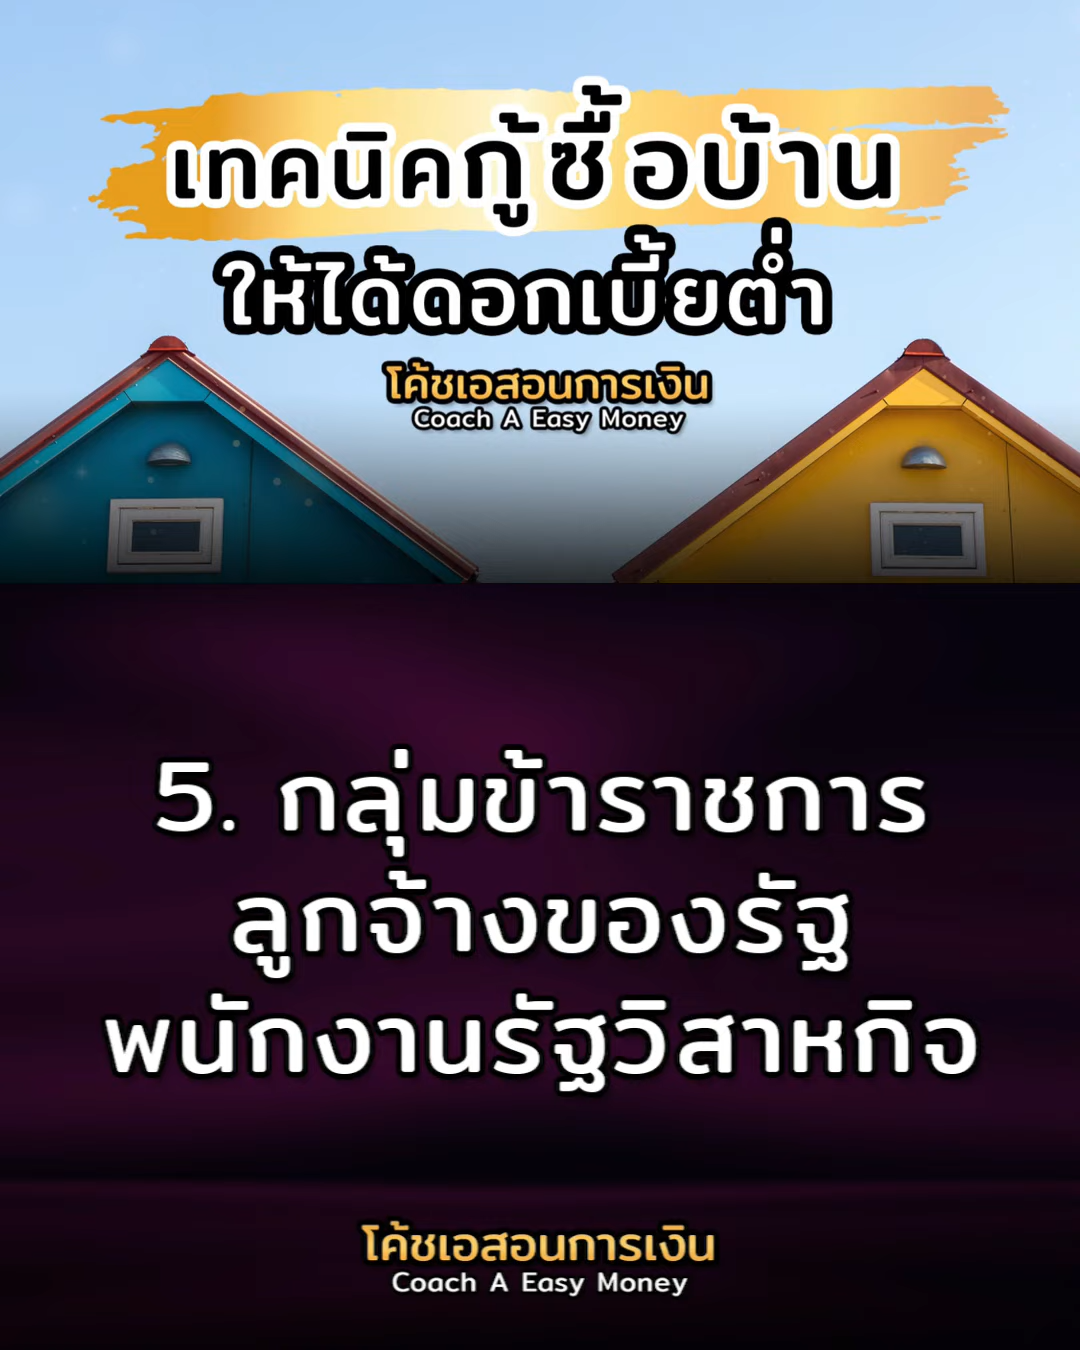 เทคนิคกู้ซื้อบ้าน
ให้ได้ดอกเบี้ยต่ำ
โค้ชเอสอนการเงิน
Coach A Easy Money
5. กลุ่มข้าราชการ
ลูกจ้างของรัฐ
พนักงานรัฐวิสาหกิจ
โค้ชเอสอนการเงิน
Coach A Easy Money